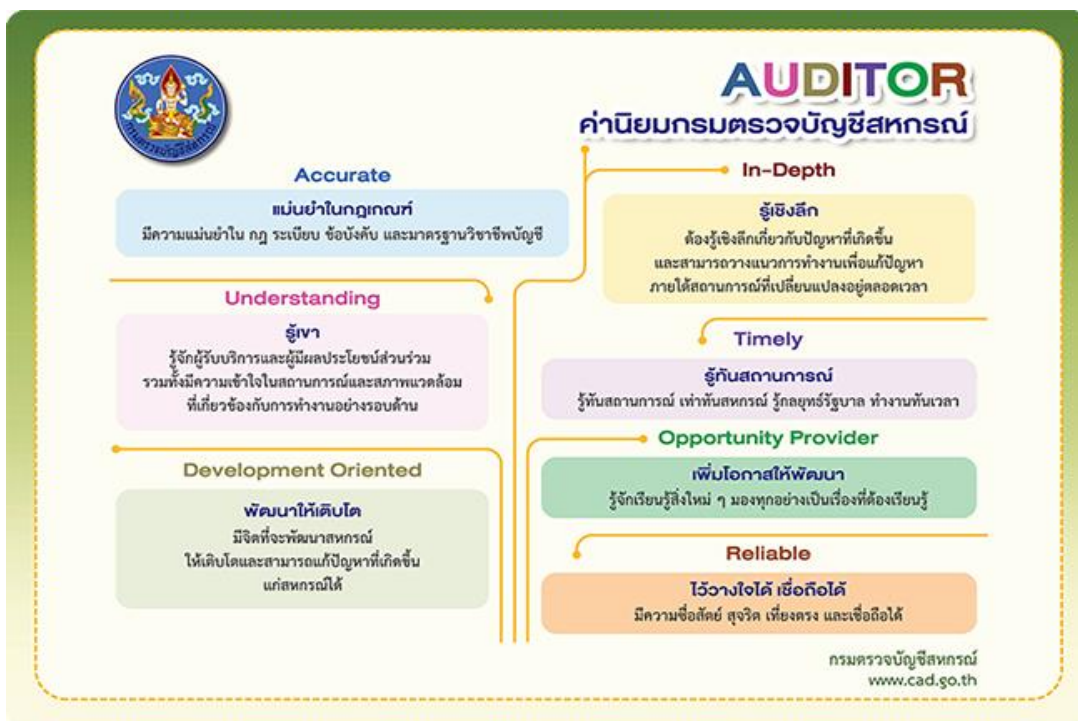 กรมตรวจบัญชีสหกรณ์
AUDITOR
ค่านิยมกรมตรวจบัญชีสหกรณ์
Accurate
แม่นยำในกฎเกณฑ์
มีความแม่นยำใน กฎ ระเบียบ ข้อบังคับ และมาตรฐานวิชาชีพบัญชี
Understanding
รู้เขา
รู้จักผู้รับบริการและผู้มีผลประโยชน์ส่วนร่วม
รวมทั้งมีความเข้าใจในสถานการณ์และสภาพแวดล้อม
ที่เกี่ยวข้องกับการทำงานอย่างรอบด้าน
Development Oriented
พัฒนาให้เติบโต
มีจิตที่จะพัฒนาสหกรณ์
ให้เติบโตและสามารถแก้ปัญหาที่เกิดขึ้น
แก่สหกรณ์ได้
In-Depth
รู้เชิงลึก
ต้องรู้เชิงลึกเกี่ยวกับปัญหาที่เกิดขึ้น
และสามารถวางแนวการทำงานเพื่อแก้ปัญหา
ภายใต้สถานการณ์ที่เปลี่ยนแปลงอยู่ตลอดเวลา
Timely
รู้ทันสถานการณ์
รู้ทันสถานการณ์ เท่าทันสหกรณ์ รู้กลยุทธ์รัฐบาล ทำงานทันเวลา
Opportunity Provider
เพิ่มโอกาสให้พัฒนา
รู้จักเรียนรู้สิ่งใหม่ ๆ มองทุกอย่างเป็นเรื่องที่ต้องเรียนรู้
Reliable
ไว้วางใจได้ เชื่อถือได้
มีความซื่อสัตย์ สุจริต เที่ยงตรง และเชื่อถือได้
กรมตรวจบัญชีสหกรณ์
www.cad.go.th